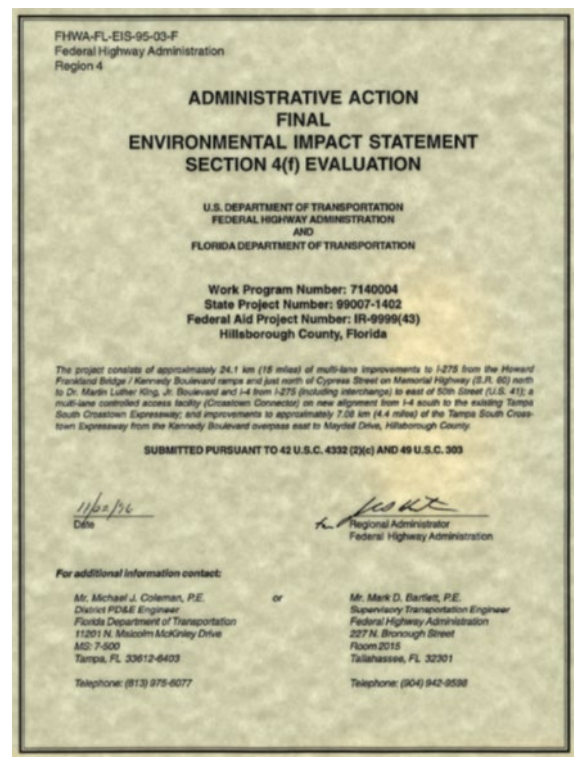 FHWA-FL-EIS-95-03-F
Federal Highway Administration
Region 4
ADMINISTRATIVE ACTION
FINAL
ENVIRONMENTAL IMPACT STATEMENT
SECTION 4(f) EVALUATION
U.S. DEPARTMENT OF TRANSPORTATION
FEDERAL HIGHWAY ADMINISTRATION
AND
FLORIDA DEPARTMENT OF TRANSPORTATION
Work Program Number: 7140004
State Project Number: 99007-1402
Federal Aid Project Number: IR-9999(43)
Hillsborough County, Florida
The project consists of approximately 24.1 km (15 miles) of multi-lane improvements to I-275 from the Howard
Frankland Bridge / Kennedy Boulevard ramps and just north of Cypress Street on Memorial Highway (S.R. 60) north
to Dr. Martin Luther King, Jr. Boulevard and I-4 from I-275 (including interchange) to east of 50th Street (U.S. 41); a
multi-lane controlled access facility (Crosstown Connector) on new alignment from I-4 south to the existing Tampa
South Crosstown Expressway; and improvements to approximately 7.08 km (4.4 miles) of the Tampa South Cross-
town Expressway from the Kennedy Boulevard overpass east to Maydell Drive, Hillsborough County.
SUBMITTED PURSUANT TO 42 U.S.C. 4332 (2)(c) AND 49 U.S.C. 303
11/22/96
Date
for Regional Administrator
Federal Highway Administration
For additional information contact:
Mr. Michael J. Coleman, P.E.
District PD&E Engineer
Florida Department of Transportation
11201 N. Malcolm McKinley Drive
MS: 7-500
Tampa, FL 33612-6403
Telephone: (813) 975-6077
or
Mr. Mark D. Bartlett, P.E.
Supervisory Transportation Engineer
Federal Highway Administration
227 N. Bronough Street
Room 2015
Tallahassee, FL 32301
Telephone: (904) 942-9598